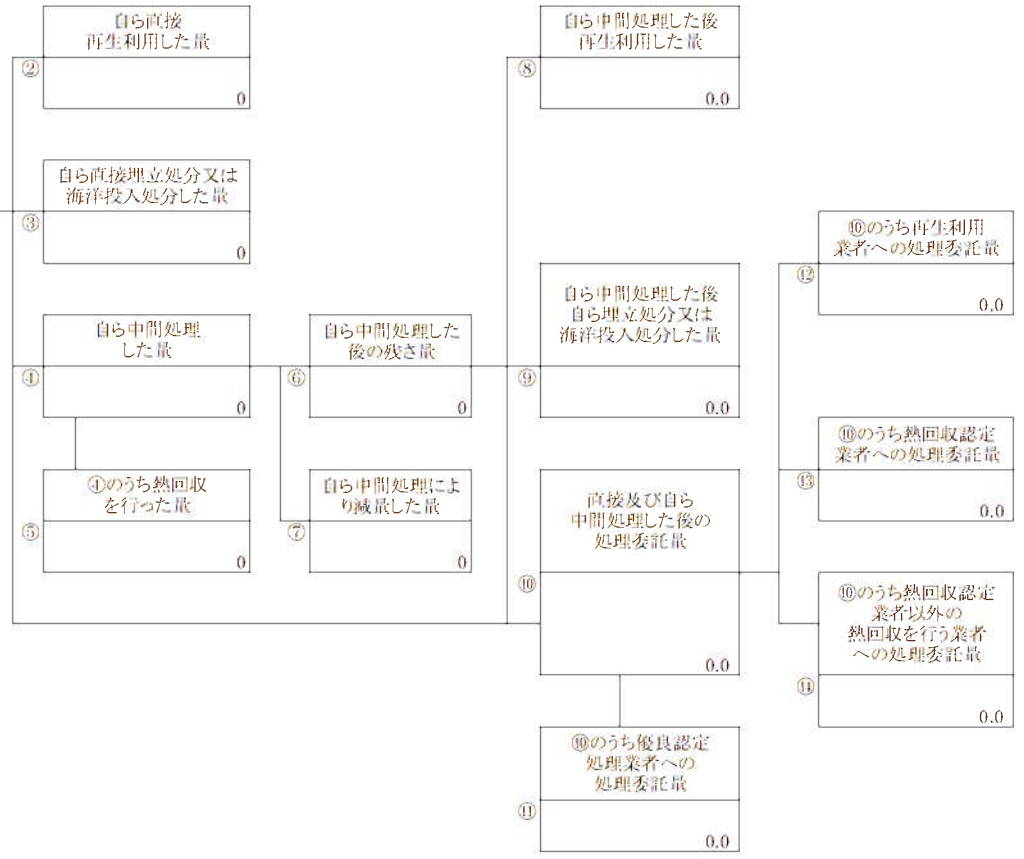 自ら直接
再生利用した量
②
0
自ら中間処理した後
再生利用した量
⑧
0.0
自ら直接埋立処分又は
海洋投入処分した量
③
0
⑩のうち再生利用
業者への処理委託量
⑫
0.0
自ら中間処理した後
自ら埋立処分又は
海洋投入処分した量
⑨
0.0
自ら中間処理
した量
④
0
自ら中間処理した
後の残さ量
⑥
0
⑩のうち熱回収認定
業者への処理委託量
⑬
0.0
④のうち熱回収
を行った量
⑤
0
自ら中間処理によ
り減量した量
⑦
0
直接及び自ら
中間処理した後の
処理委託量
⑩
0.0
⑩のうち熱回収認定
業者以外の
熱回収を行う業者
への処理委託量
⑭
0.0
⑩のうち優良認定
処理業者への
処理委託量
⑪
0.0